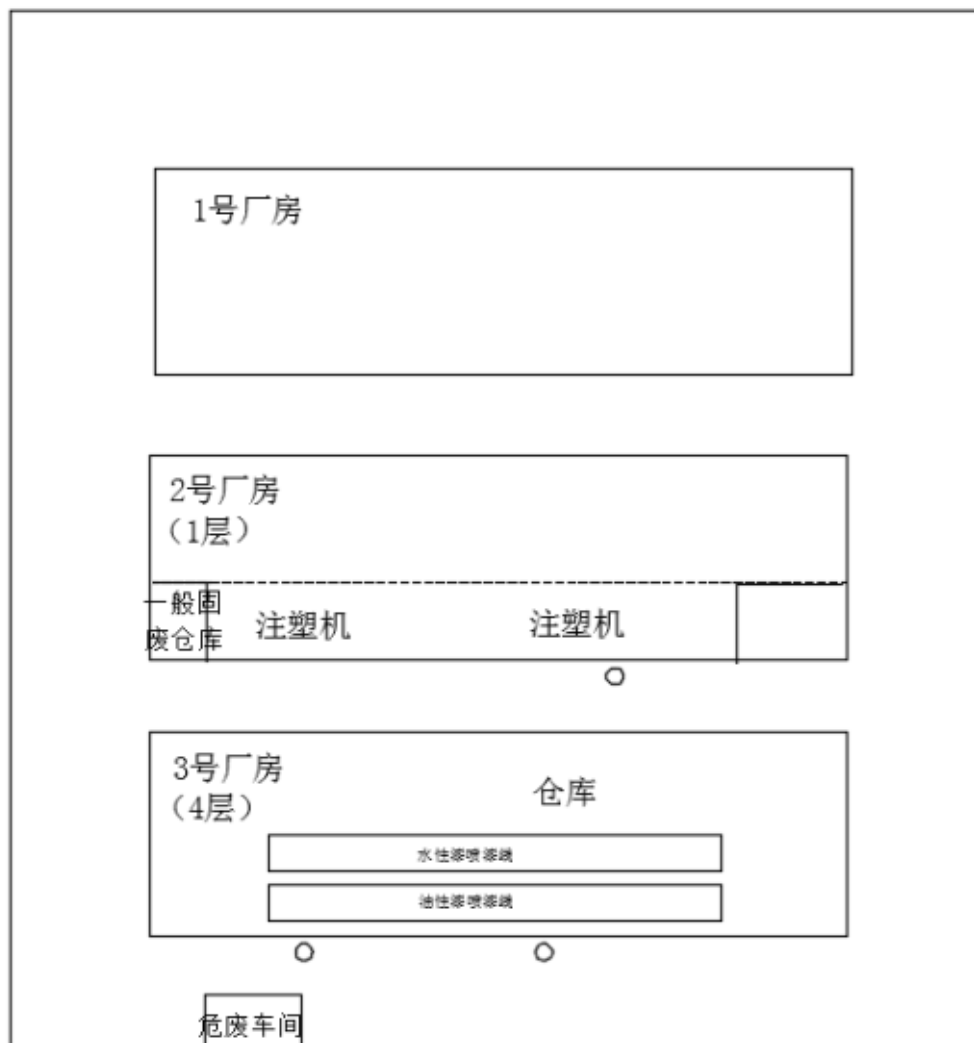 1号厂房
2号厂房
（1层）
一般固
废仓库
注塑机
注塑机
3号厂房
（4层）
仓库
水性漆喷漆线
油性漆喷漆线
危废车间